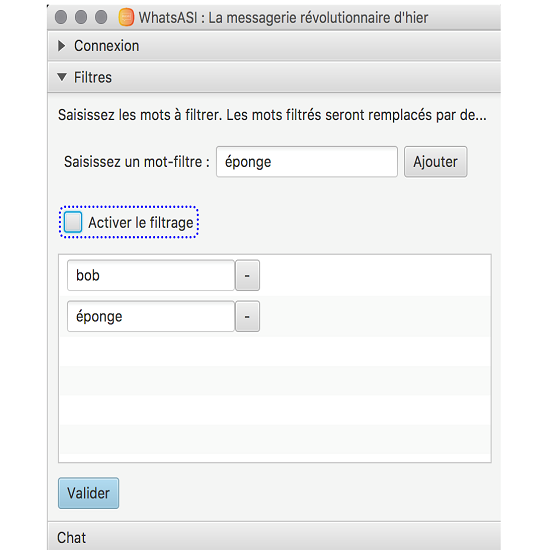 WhatsASI : La messagerie révolutionnaire d'hier
Connexion
Filtres
Saisissez les mots à filtrer. Les mots filtrés seront remplacés par de...
Saisissez un mot-filtre : éponge Ajouter
Activer le filtrage
bob -
éponge -
Valider
Chat